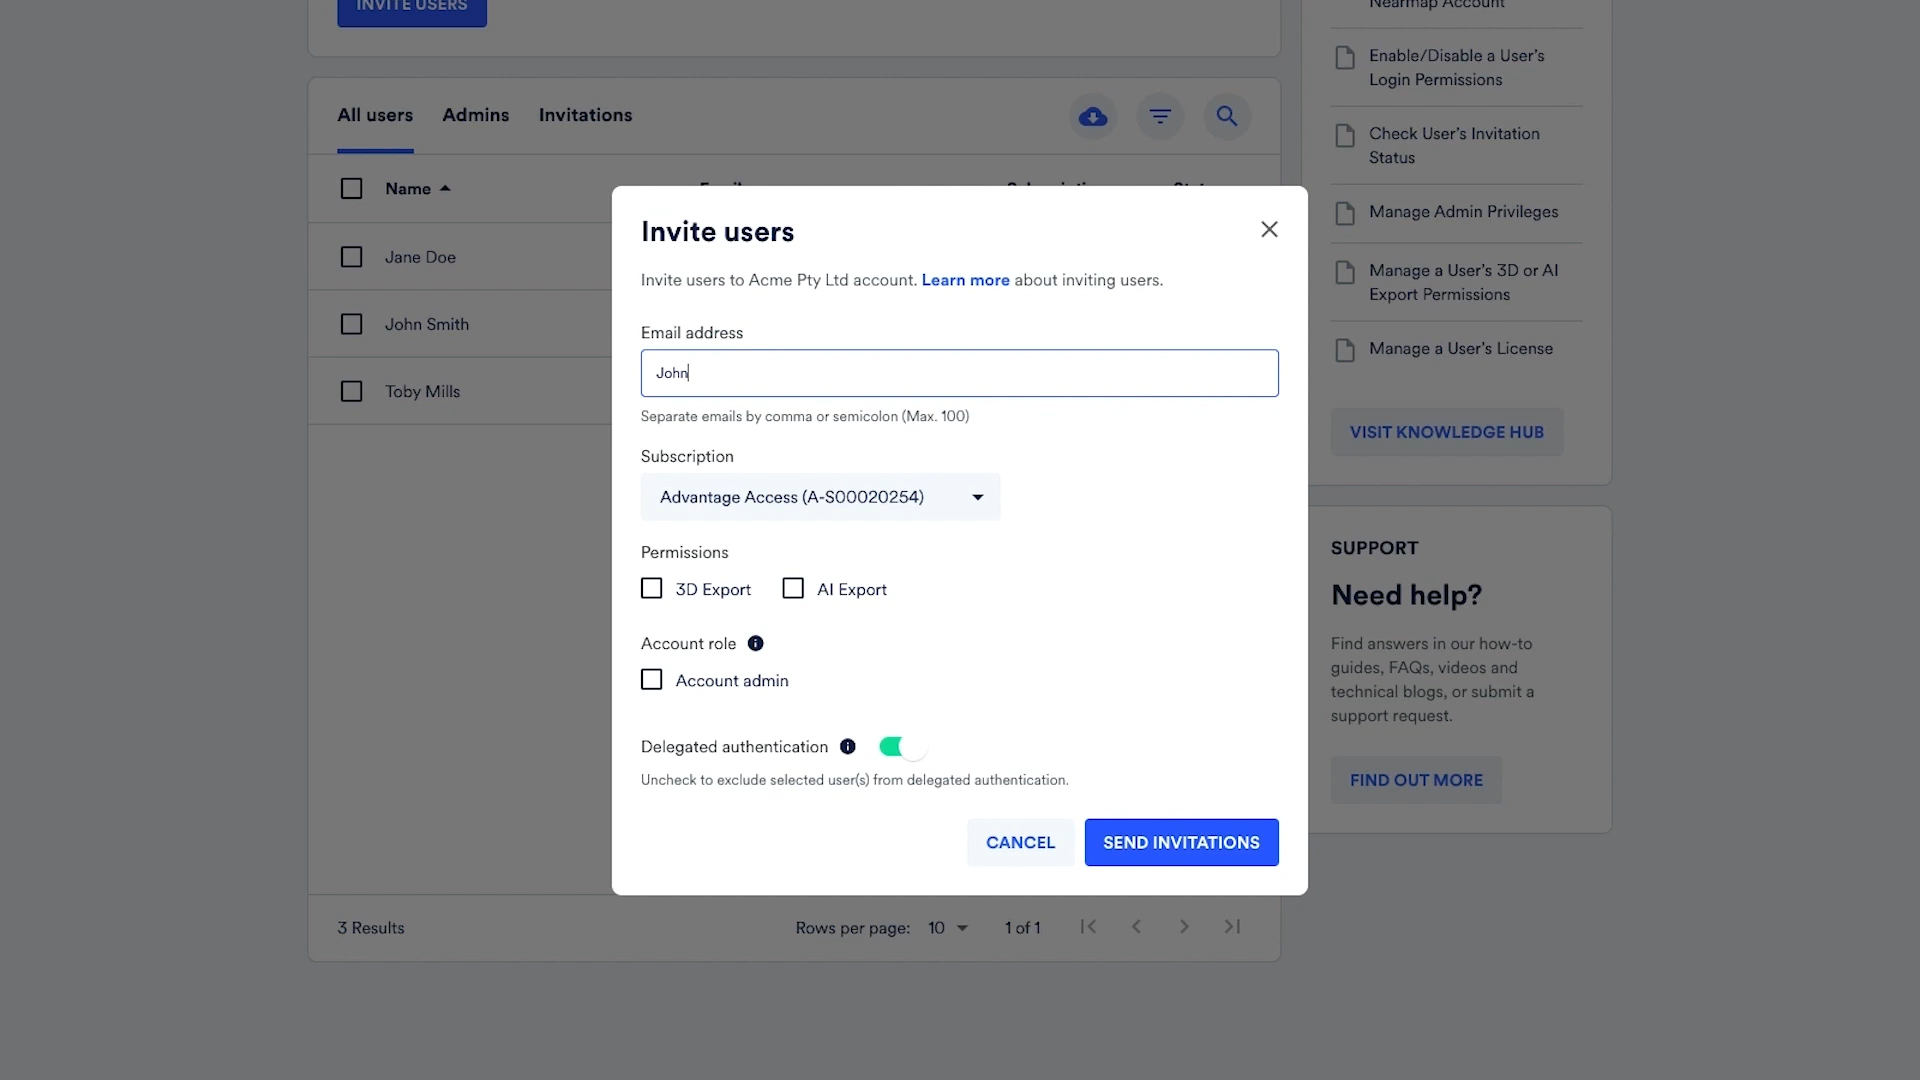 INVITE USERS
All users
Admins
Invitations
Name
Jane Doe
John Smith
Toby Mills
3 Results
Rows per page: 10
1 of 1
Invite users
Invite users to Acme Pty Ltd account. Learn more about inviting users.
Email address
John
Separate emails by comma or semicolon (Max. 100)
Subscription
Advantage Access (A-S00020254)
Permissions
3D Export
AI Export
Account role
Account admin
Delegated authentication
Uncheck to exclude selected user(s) from delegated authentication.
CANCEL
SEND INVITATIONS
Nearmap Account
Enable/Disable a User's
Login Permissions
Check User's Invitation
Status
Manage Admin Privileges
Manage a User's 3D or AI
Export Permissions
Manage a User's License
VISIT KNOWLEDGE HUB
SUPPORT
Need help?
Find answers in our how-to
guides, FAQs, videos and
technical blogs, or submit a
support request.
FIND OUT MORE